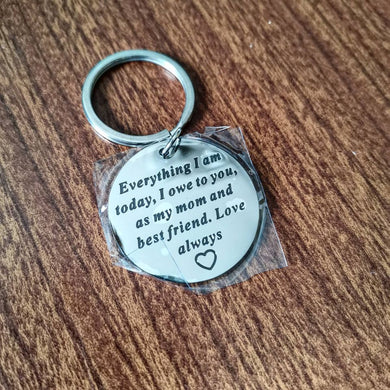 Everything I am
today, I owe to you,
as my mom and
best friend. Love
always